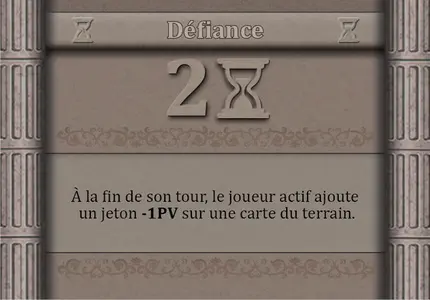 Défiance
2
À la fin de son tour, le joueur actif ajoute
un jeton -1PV sur une carte du terrain.